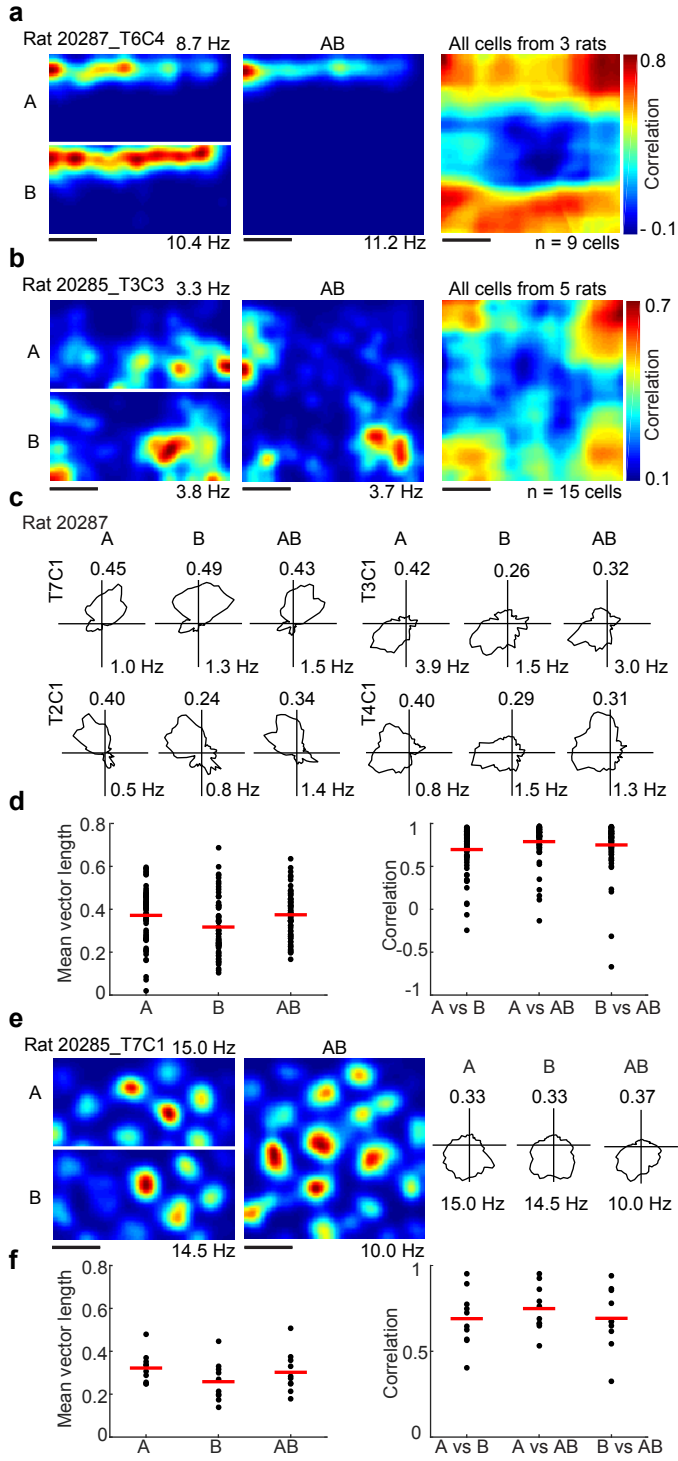 a
Rat 20287_T6C4 8.7 Hz AB All cells from 3 rats
A
B
0.8
Correlation
- 0.1
10.4 Hz 11.2 Hz n = 9 cells
b
Rat 20285_T3C3 3.3 Hz AB All cells from 5 rats
A
B
0.7
Correlation
0.1
3.8 Hz 3.7 Hz n = 15 cells
c
Rat 20287
A B AB A B AB
T7C1 0.45 0.49 0.43 T3C1 0.42 0.26 0.32
1.0 Hz 1.3 Hz 1.5 Hz 3.9 Hz 1.5 Hz 3.0 Hz
T2C1 0.40 0.24 0.34 T4C1 0.40 0.29 0.31
0.5 Hz 0.8 Hz 1.4 Hz 0.8 Hz 1.5 Hz 1.3 Hz
d
Mean vector length
0.8
0.6
0.4
0.2
0
A B AB
Correlation
1
0.5
0
-0.5
-1
A vs B A vs AB B vs AB
e
Rat 20285_T7C1 15.0 Hz AB
A
B
14.5 Hz 10.0 Hz
A B AB
0.33 0.33 0.37
15.0 Hz 14.5 Hz 10.0 Hz
f
Mean vector length
0.8
0.6
0.4
0.2
0
A B AB
Correlation
1
0.5
0
A vs B A vs AB B vs AB